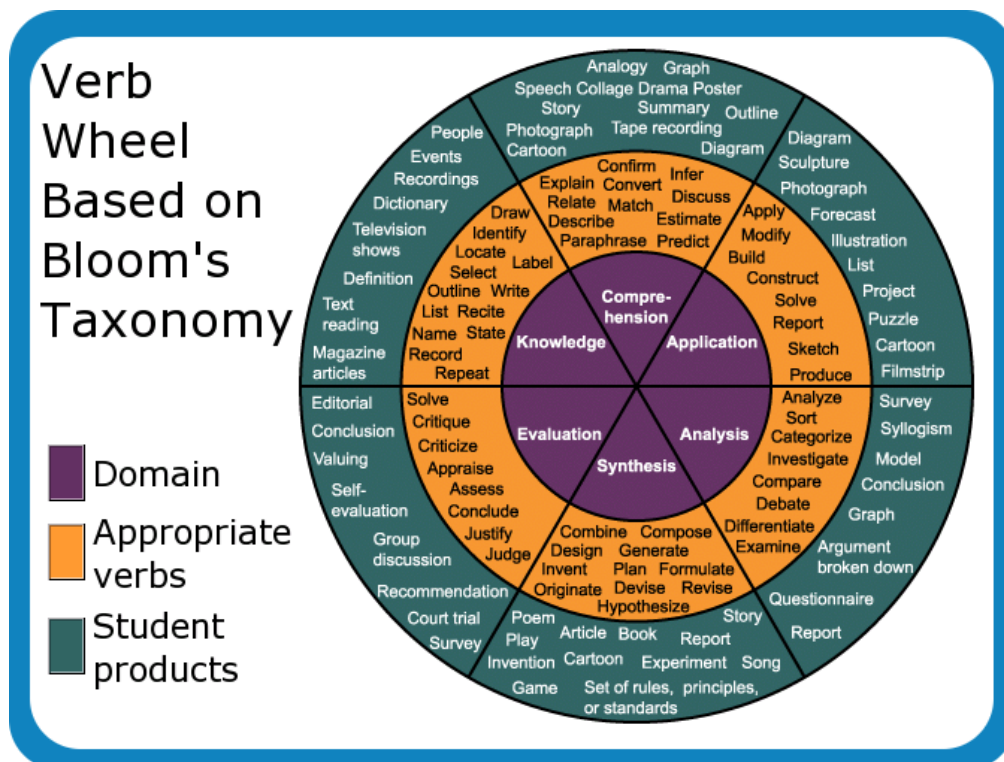 Verb
Wheel
Based on
Bloom's
Taxonomy
Domain
Appropriate
verbs
Student
products
Analogy Graph
Speech Collage Drama Poster
Story Summary Outline
Photograph Tape recording
Cartoon Diagram
Confirm Infer
Explain Convert Discuss
Relate Match
Describe Estimate
Paraphrase Predict
Compre-
hension
Diagram
Sculpture
Photograph
Forecast
Illustration
List
Project
Puzzle
Cartoon
Filmstrip
Apply
Modify
Build
Construct
Solve
Report
Sketch
Produce
Application
Survey
Syllogism
Model
Conclusion
Graph
Argument
broken down
Questionnaire
Report
Analyze
Sort
Categorize
Investigate
Compare
Debate
Differentiate
Examine
Analysis
Synthesis
Combine Compose
Design Generate
Invent Plan Formulate
Originate Devise Revise
Hypothesize
Poem Story
Play Article Book Report
Invention Cartoon Experiment Song
Game Set of rules, principles,
or standards
Evaluation
Solve
Critique
Criticize
Appraise
Assess
Conclude
Justify
Judge
Editorial
Conclusion
Valuing
Self-
evaluation
Group
discussion
Recommendation
Court trial
Survey
Knowledge
Draw
Identify
Locate Label
Select
Outline Write
List Recite
Name State
Record
Repeat
People
Events
Recordings
Dictionary
Television
shows
Definition
Text
reading
Magazine
articles